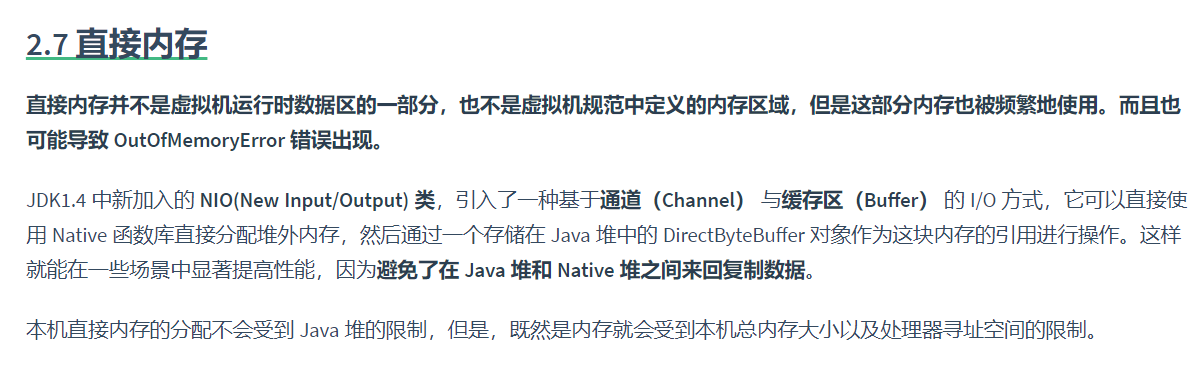 2.7 直接内存
直接内存并不是虚拟机运行时数据区的一部分，也不是虚拟机规范中定义的内存区域，但是这部分内存也被频繁地使用。而且也
可能导致 OutOfMemoryError 错误出现。
JDK1.4 中新加入的 NIO(New Input/Output) 类，引入了一种基于通道（Channel） 与缓存区（Buffer） 的 I/O 方式，它可以直接使
用 Native 函数库直接分配堆外内存，然后通过一个存储在 Java 堆中的 DirectByteBuffer 对象作为这块内存的引用进行操作。这样
就能在一些场景中显著提高性能，因为避免了在 Java 堆和 Native 堆之间来回复制数据。
本机直接内存的分配不会受到 Java 堆的限制，但是，既然是内存就会受到本机总内存大小以及处理器寻址空间的限制。